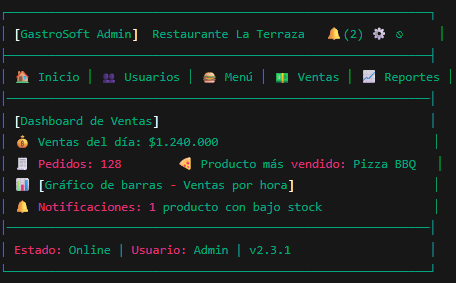 [GastroSoft Admin] Restaurante La Terraza 🔔(2) ⚙️ ⎋
🏠 Inicio | 👥 Usuarios | 🍔 Menú | 💵 Ventas | 📈 Reportes |
[Dashboard de Ventas]
💰 Ventas del día: $1.240.000
🧾 Pedidos: 128 🍕 Producto más vendido: Pizza BBQ
📊 [Gráfico de barras - Ventas por hora]
🔔 Notificaciones: 1 producto con bajo stock
Estado: Online | Usuario: Admin | v2.3.1